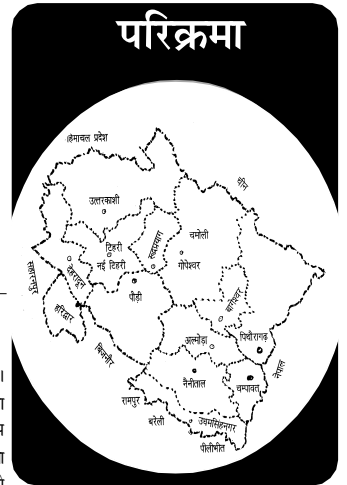 परिक्रमा
हिमाचल प्रदेश
चीन
उत्तरकाशी
टिहरी
नई टिहरी
रुद्रप्रयाग
चमोली
गोपेश्वर
देहरादून
सहारनपुर
हरिद्वार
पौड़ी
बागेश्वर
अल्मोड़ा
पिथौरागढ़
बिजनौर
नैनीताल
चम्पावत
नेपाल
रामपुर
बरेली
उधमसिंहनगर
पीलीभीत